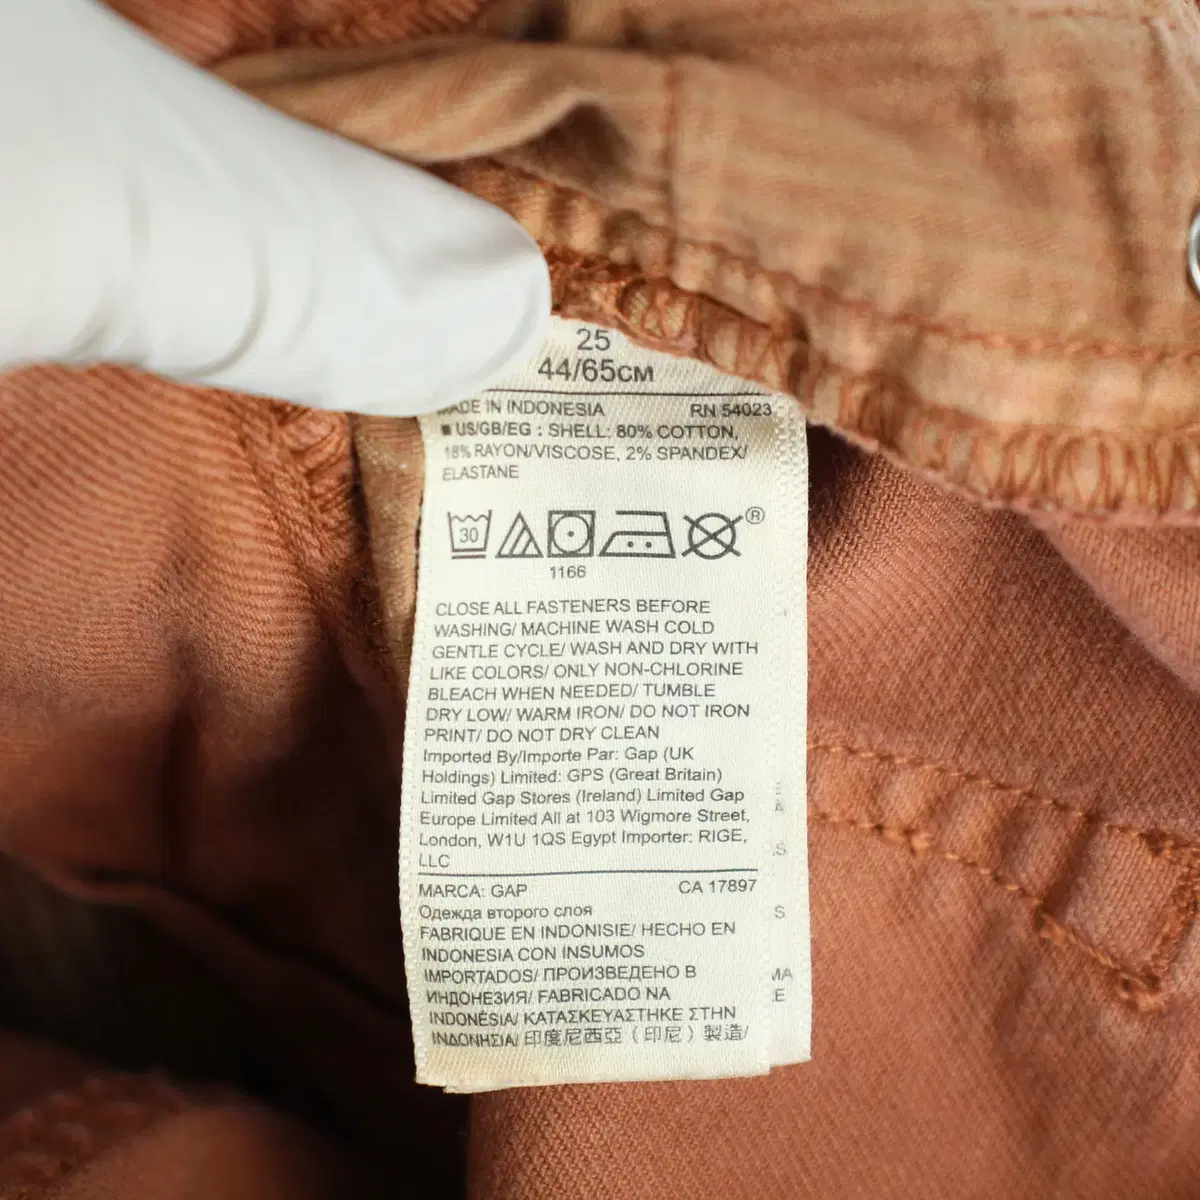 25
44/65CM
MADE IN INDONESIA RN 54023
■ US/GB/EG : SHELL: 80% COTTON,
18% RAYON/VISCOSE, 2% SPANDEX/
ELASTANE
30
®
1166
CLOSE ALL FASTENERS BEFORE
WASHING/ MACHINE WASH COLD
GENTLE CYCLE/ WASH AND DRY WITH
LIKE COLORS/ ONLY NON-CHLORINE
BLEACH WHEN NEEDED/ TUMBLE
DRY LOW/ WARM IRON/ DO NOT IRON
PRINT/ DO NOT DRY CLEAN
Imported By/Importe Par: Gap (UK
Holdings) Limited: GPS (Great Britain)
Limited Gap Stores (Ireland) Limited Gap
Europe Limited All at 103 Wigmore Street,
London, W1U 1QS Egypt Importer: RIGE,
LLC
MARCA: GAP CA 17897
Одежда второго слоя
FABRIQUE EN INDONISIE/ HECHO EN
INDONESIA CON INSUMOS
IMPORTADOS/ ПРОИЗВЕДЕНО В
ИНДОНЕЗИЯ/ FABRICADO NA
INDONÉSIA/ ΚΑΤΑΣΚΕΥΑΣΤΗΚΕ ΣΤΗΝ
ΙΝΔΟΝΗΣΙΑ/ 印度尼西亞（印尼）製造/